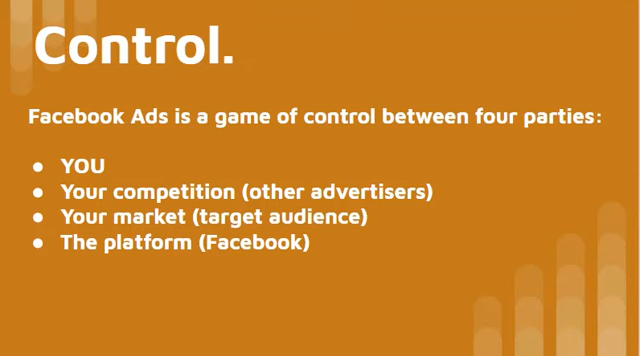 Control.
Facebook Ads is a game of control between four parties:
● YOU
● Your competition (other advertisers)
● Your market (target audience)
● The platform (Facebook)